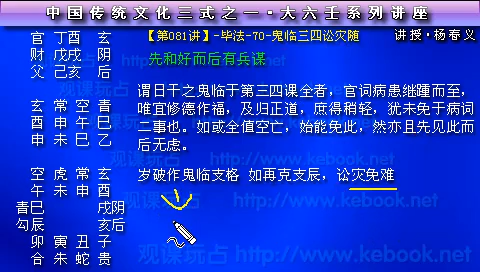 中国传统文化三式之一·大六壬系列讲座
官 丁酉 玄
财 戊戌 阴
父 己亥 后
【第081讲】-毕法-70-鬼临三四讼灾随
讲授·杨春义
先和好而后有兵谋
玄 常 空 青
酉 申 午 巳
申 未 巳 乙
谓日干之鬼临于第三四课全者，官词病患继踵而至，
唯宜修德作福，及归正道，庶得稍轻，犹未免于病词
二事也。如或全值空亡，始能免此，然亦且先见此而
后无虑。
空 虎 常 玄
午 未 申 酉
青巳 戌阴
勾辰 亥后
卯 寅 丑 子
合 朱 蛇 贵
岁破作鬼临支格 如再克支辰，讼灾免难
观课玩占 http://www.kebook.net
观课玩占 http://www.kebook.net